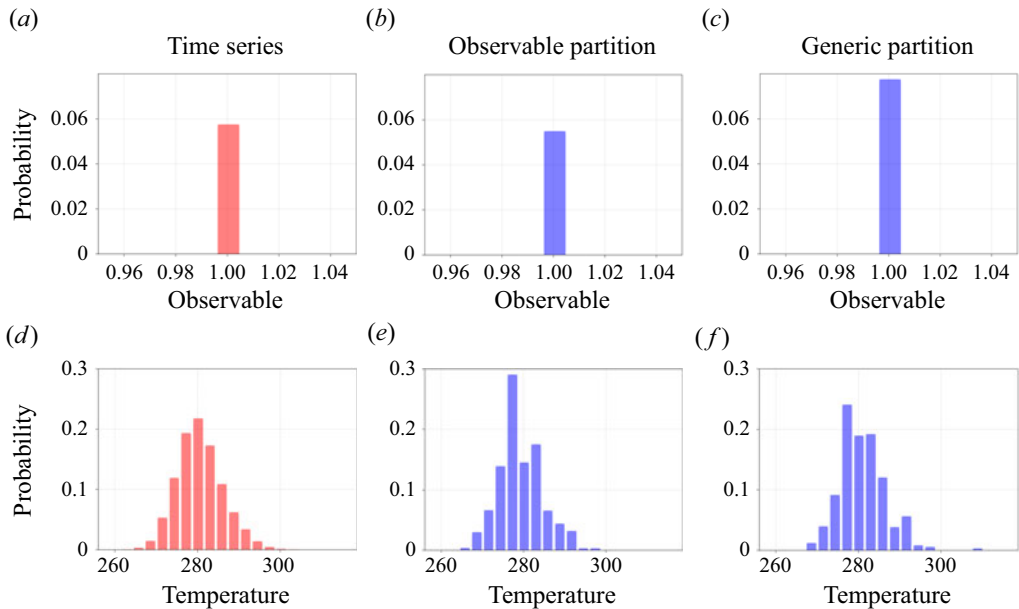 (a) (b) (c)
Time series Observable partition Generic partition
Probability
0.06 0.06 0.06
0.04 0.04 0.04
0.02 0.02 0.02
0 0 0
0.96 0.98 1.00 1.02 1.04 0.96 0.98 1.00 1.02 1.04 0.96 0.98 1.00 1.02 1.04
Observable Observable Observable
(d) (e) (f)
Probability
0.3 0.3 0.3
0.2 0.2 0.2
0.1 0.1 0.1
0 0 0
260 280 300 260 280 300 260 280 300
Temperature Temperature Temperature